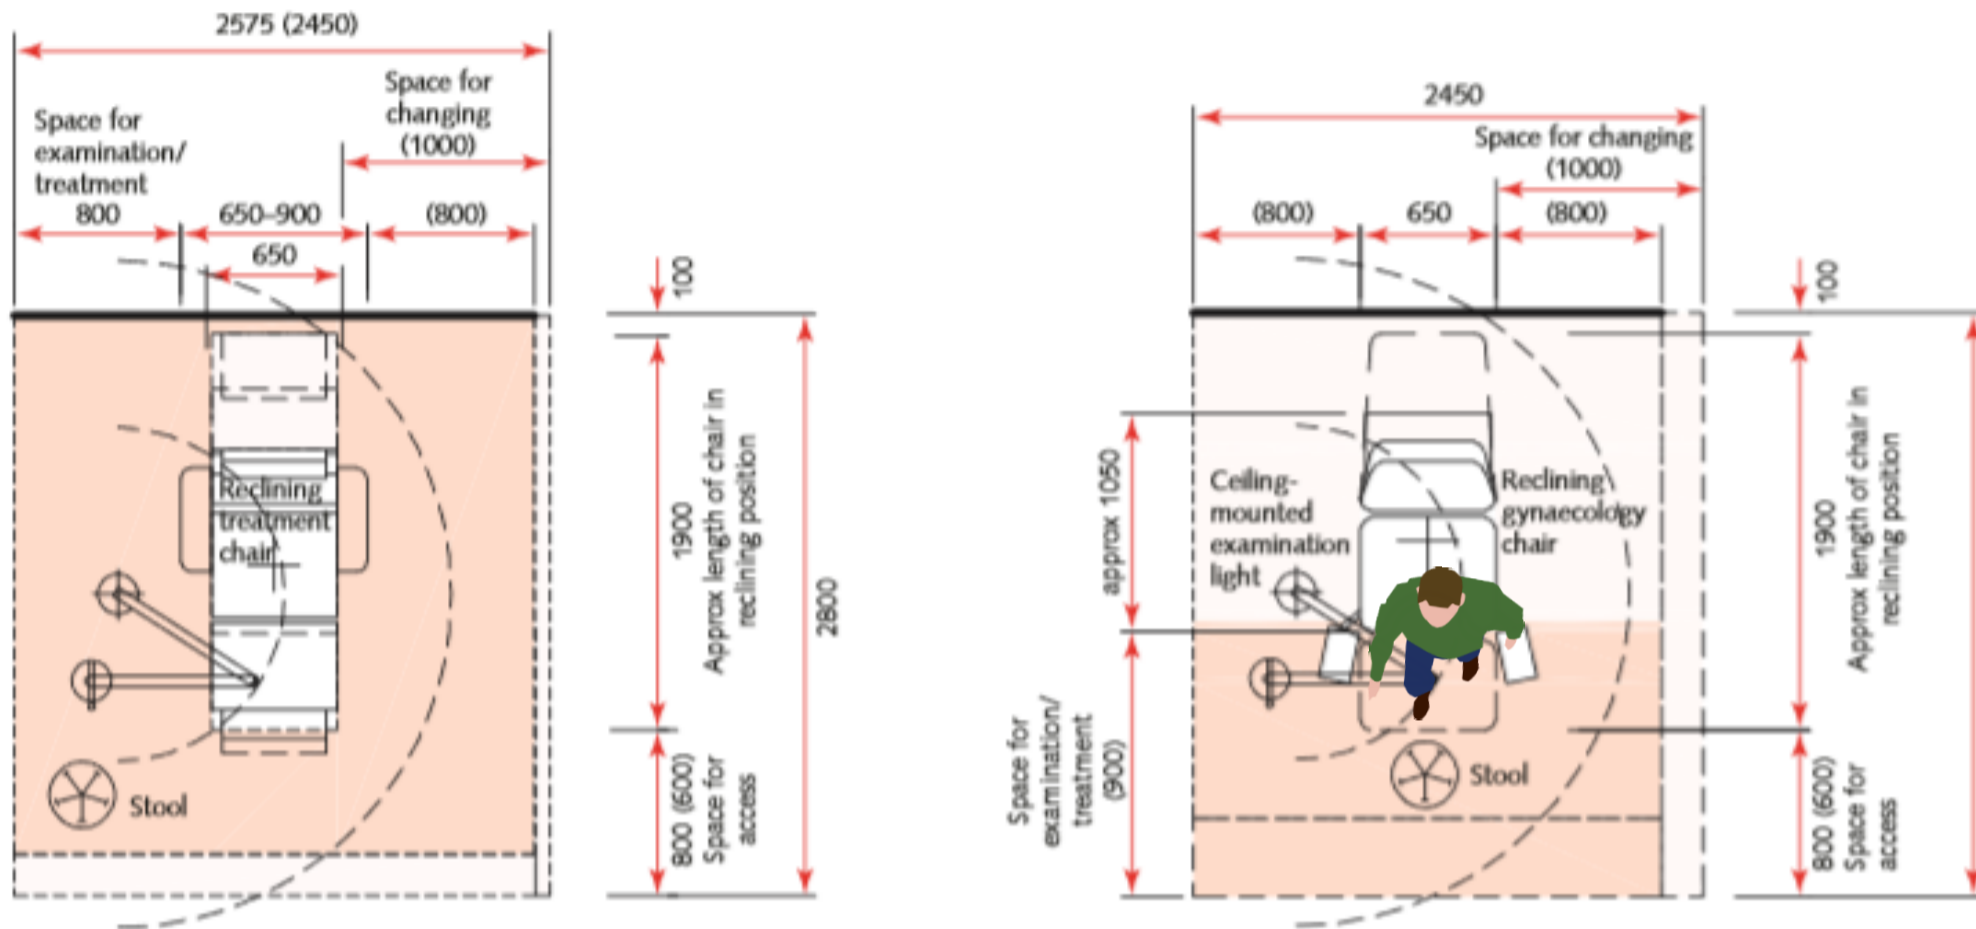 2575 (2450)
Space for
changing
(1000)
Space for
examination/
treatment
800
650–900
(800)
650
100
Reclining
treatment
chair
1900
Approx length of chair in
reclining position
2800
Stool
800 (600)
Space for
access
2450
Space for changing
(1000)
(800)
650
(800)
100
approx 1050
Ceiling-
mounted
examination
light
Reclining
gynaecology
chair
1900
Approx length of chair in
reclining position
Space for
examination/
treatment
(900)
Stool
800 (600)
Space for
access